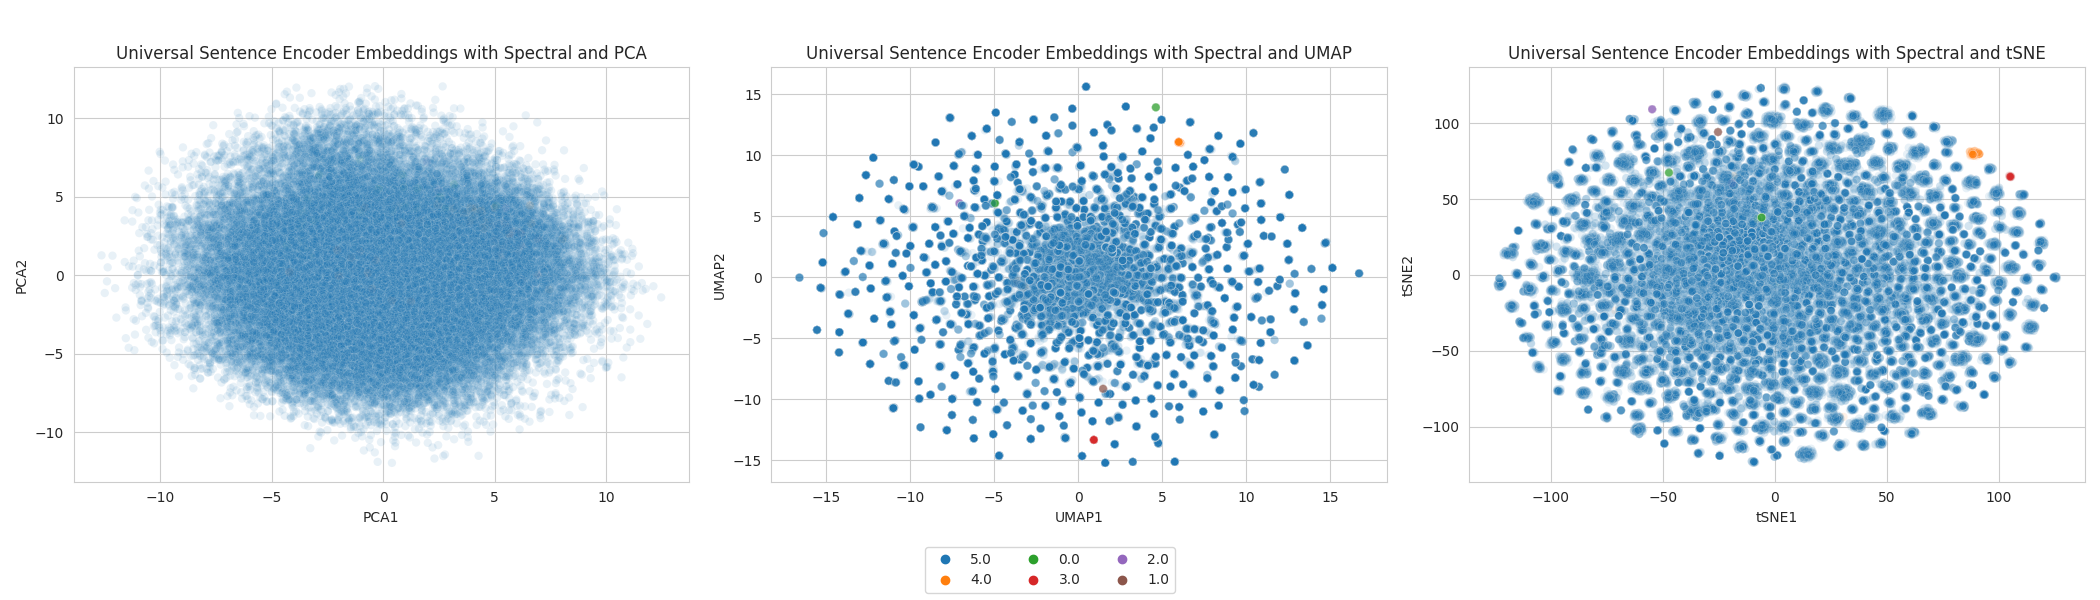 Universal Sentence Encoder Embeddings with Spectral and PCA
10
5
0
−5
−10
PCA2
−10 −5 0 5 10
PCA1
Universal Sentence Encoder Embeddings with Spectral and UMAP
15
10
5
0
−5
−10
−15
UMAP2
−15 −10 −5 0 5 10 15
UMAP1
Universal Sentence Encoder Embeddings with Spectral and tSNE
100
50
0
−50
−100
tSNE2
−100 −50 0 50 100
tSNE1
5.0 0.0 2.0
4.0 3.0 1.0